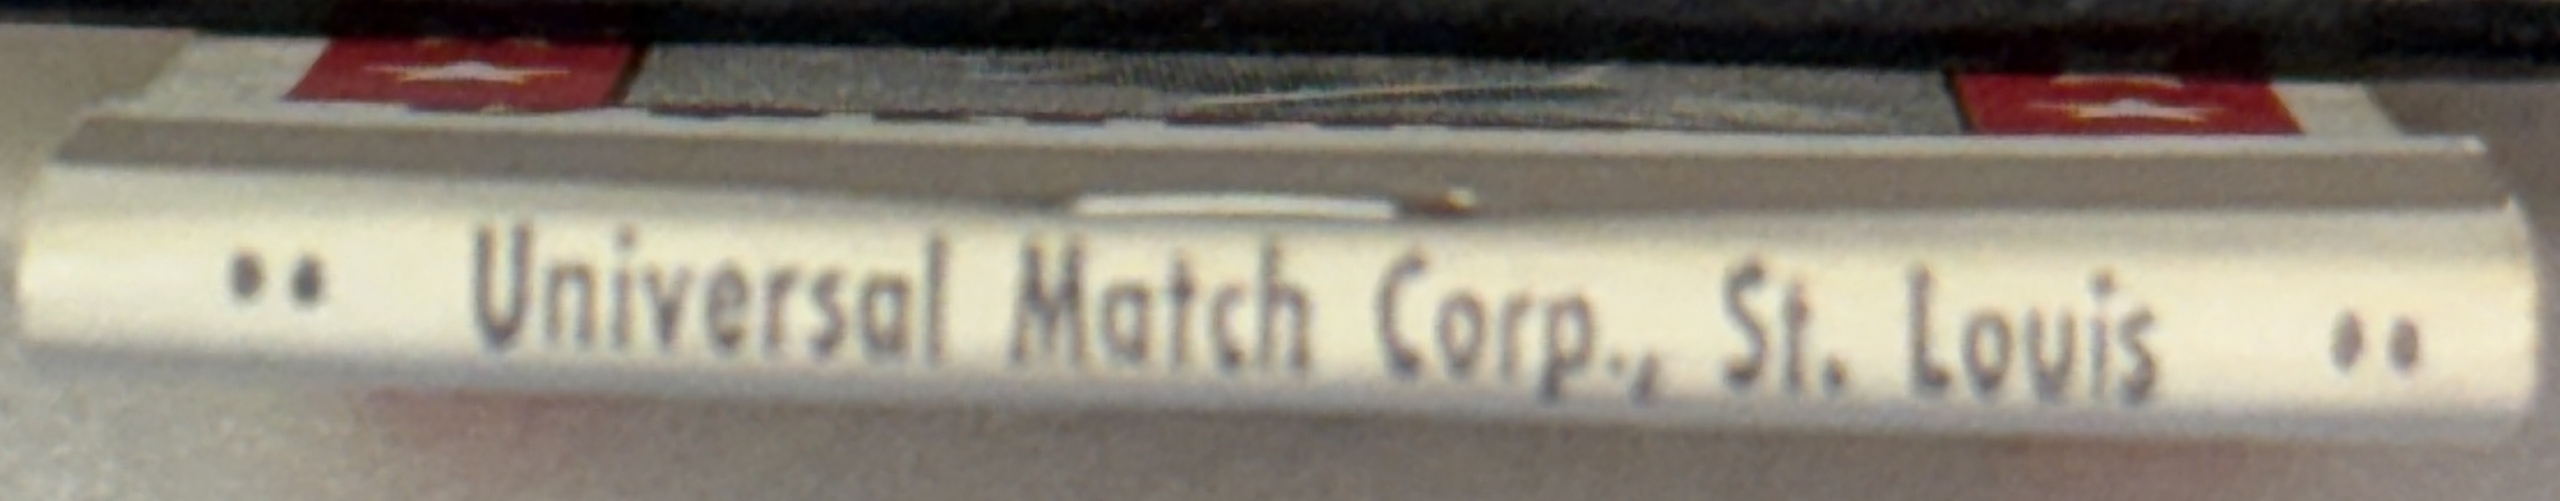 •• Universal Match Corp., St. Louis ••